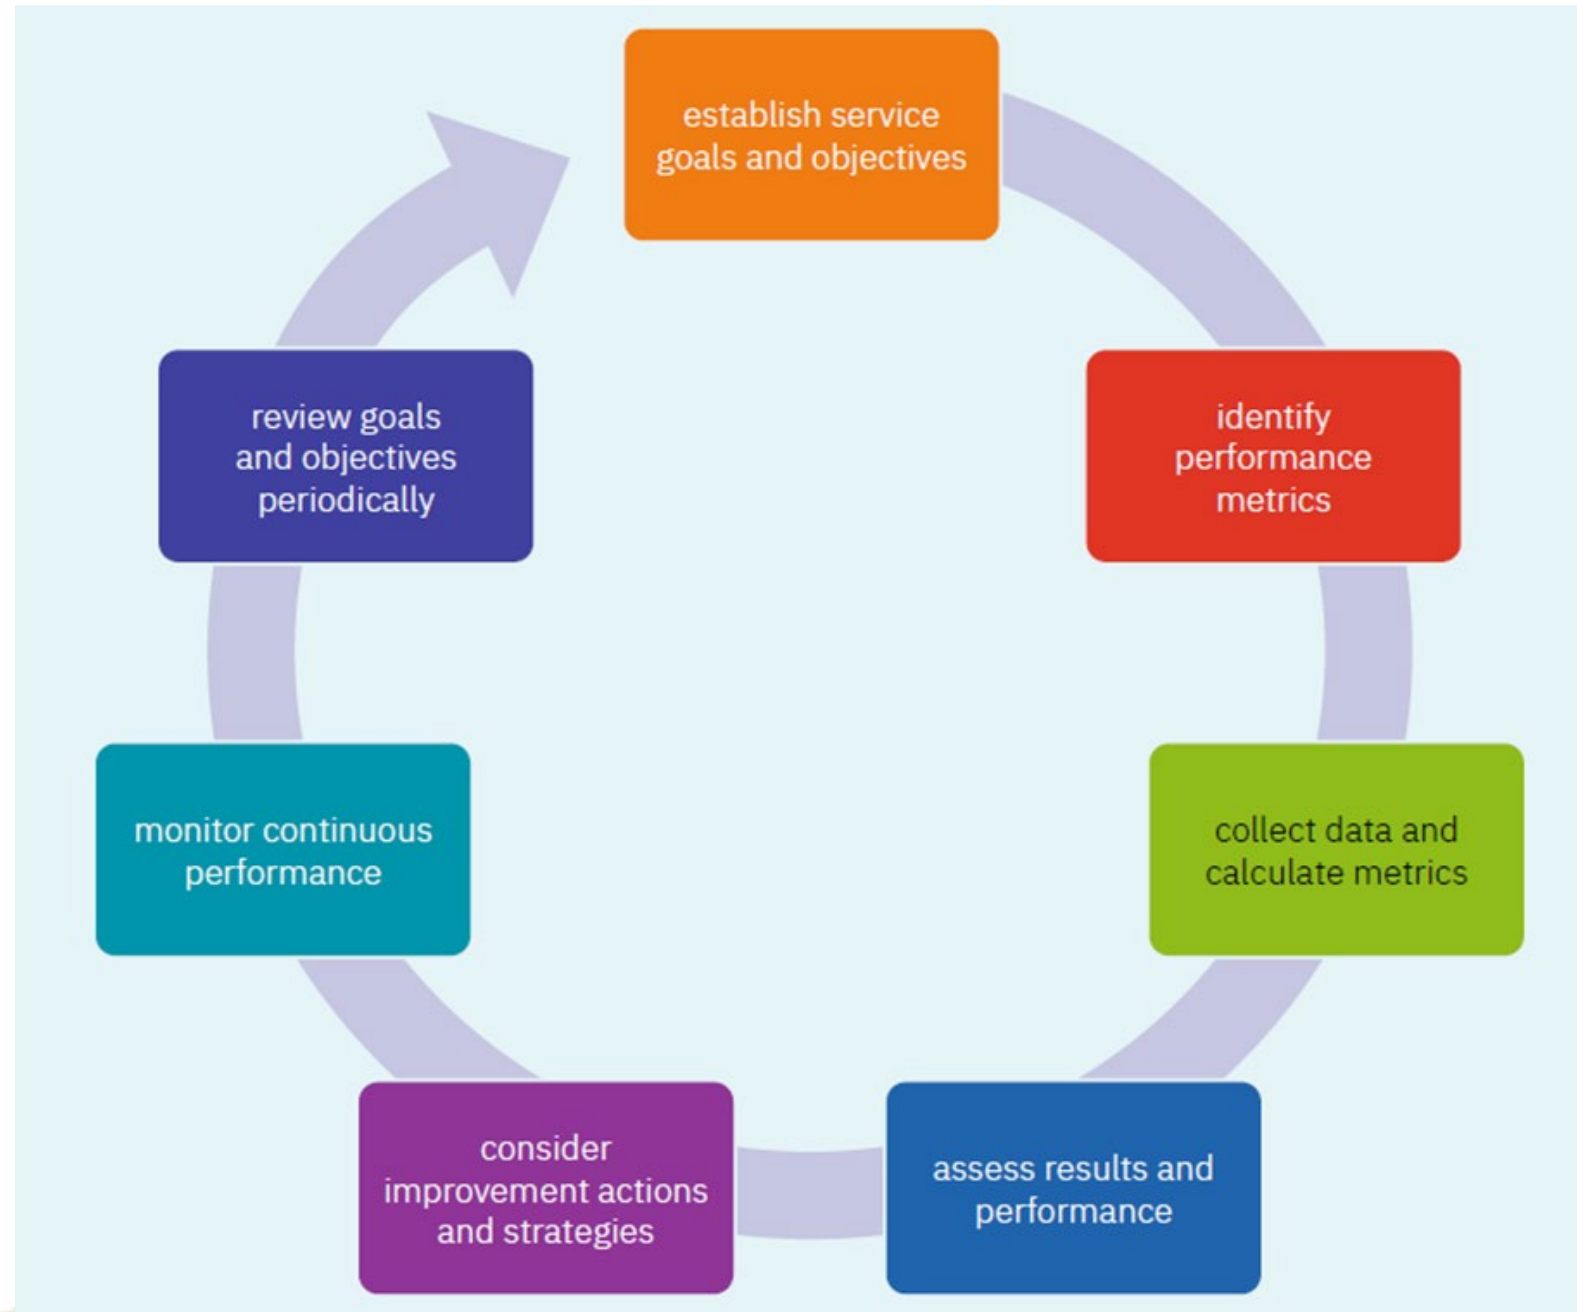 establish service
goals and objectives
identify
performance
metrics
collect data and
calculate metrics
assess results and
performance
consider
improvement actions
and strategies
monitor continuous
performance
review goals
and objectives
periodically